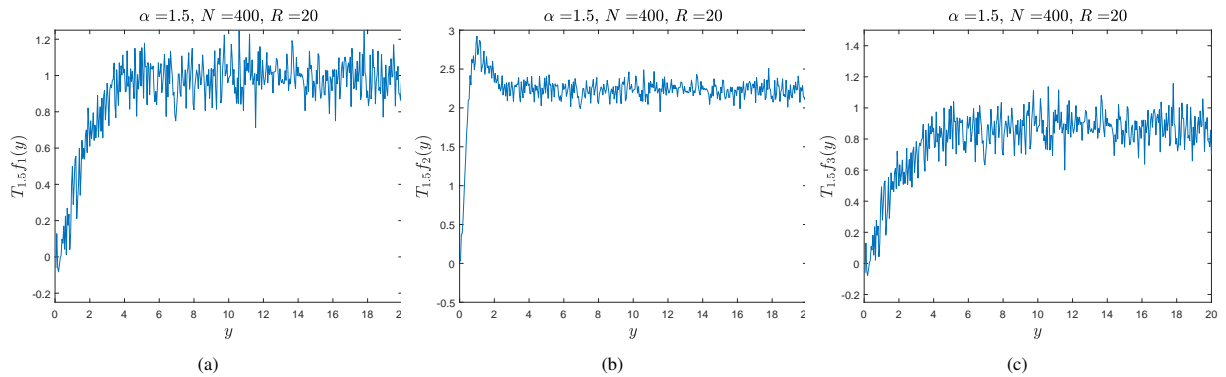 α =1.5, N =400, R =20
1.2
1
0.8
0.6
0.4
0.2
0
-0.2
T1.5f1(y)
0 2 4 6 8 10 12 14 16 18 2
y
(a)
α =1.5, N =400, R =20
3
2.5
2
1.5
1
0.5
0
-0.5
T1.5f2(y)
0 2 4 6 8 10 12 14 16 18 2
y
(b)
α =1.5, N =400, R =20
1.4
1.2
1
0.8
0.6
0.4
0.2
0
-0.2
T1.5f3(y)
0 2 4 6 8 10 12 14 16 18 20
y
(c)